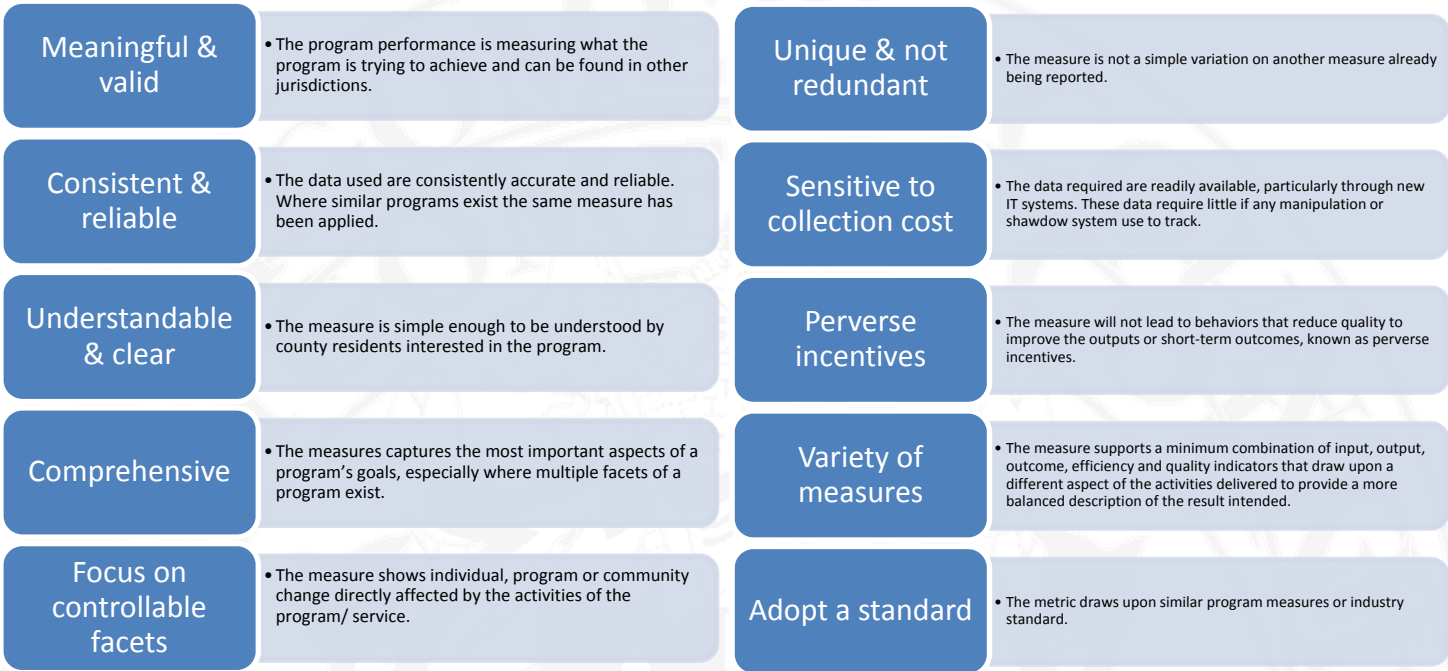 Meaningful &
valid
• The program performance is measuring what the
program is trying to achieve and can be found in other
jurisdictions.
Consistent &
reliable
• The data used are consistently accurate and reliable.
Where similar programs exist the same measure has
been applied.
Understandable
& clear
• The measure is simple enough to be understood by
county residents interested in the program.
Comprehensive
• The measures captures the most important aspects of a
program's goals, especially where multiple facets of a
program exist.
Focus on
controllable
facets
• The measure shows individual, program or community
change directly affected by the activities of the
program/ service.
Unique & not
redundant
• The measure is not a simple variation on another measure already
being reported.
Sensitive to
collection cost
• The data required are readily available, particularly through new
IT systems. These data require little if any manipulation or
shawdow system use to track.
Perverse
incentives
• The measure will not lead to behaviors that reduce quality to
improve the outputs or short-term outcomes, known as perverse
incentives.
Variety of
measures
• The measure supports a minimum combination of input, output,
outcome, efficiency and quality indicators that draw upon a
different aspect of the activities delivered to provide a more
balanced description of the result intended.
Adopt a standard
• The metric draws upon similar program measures or industry
standard.